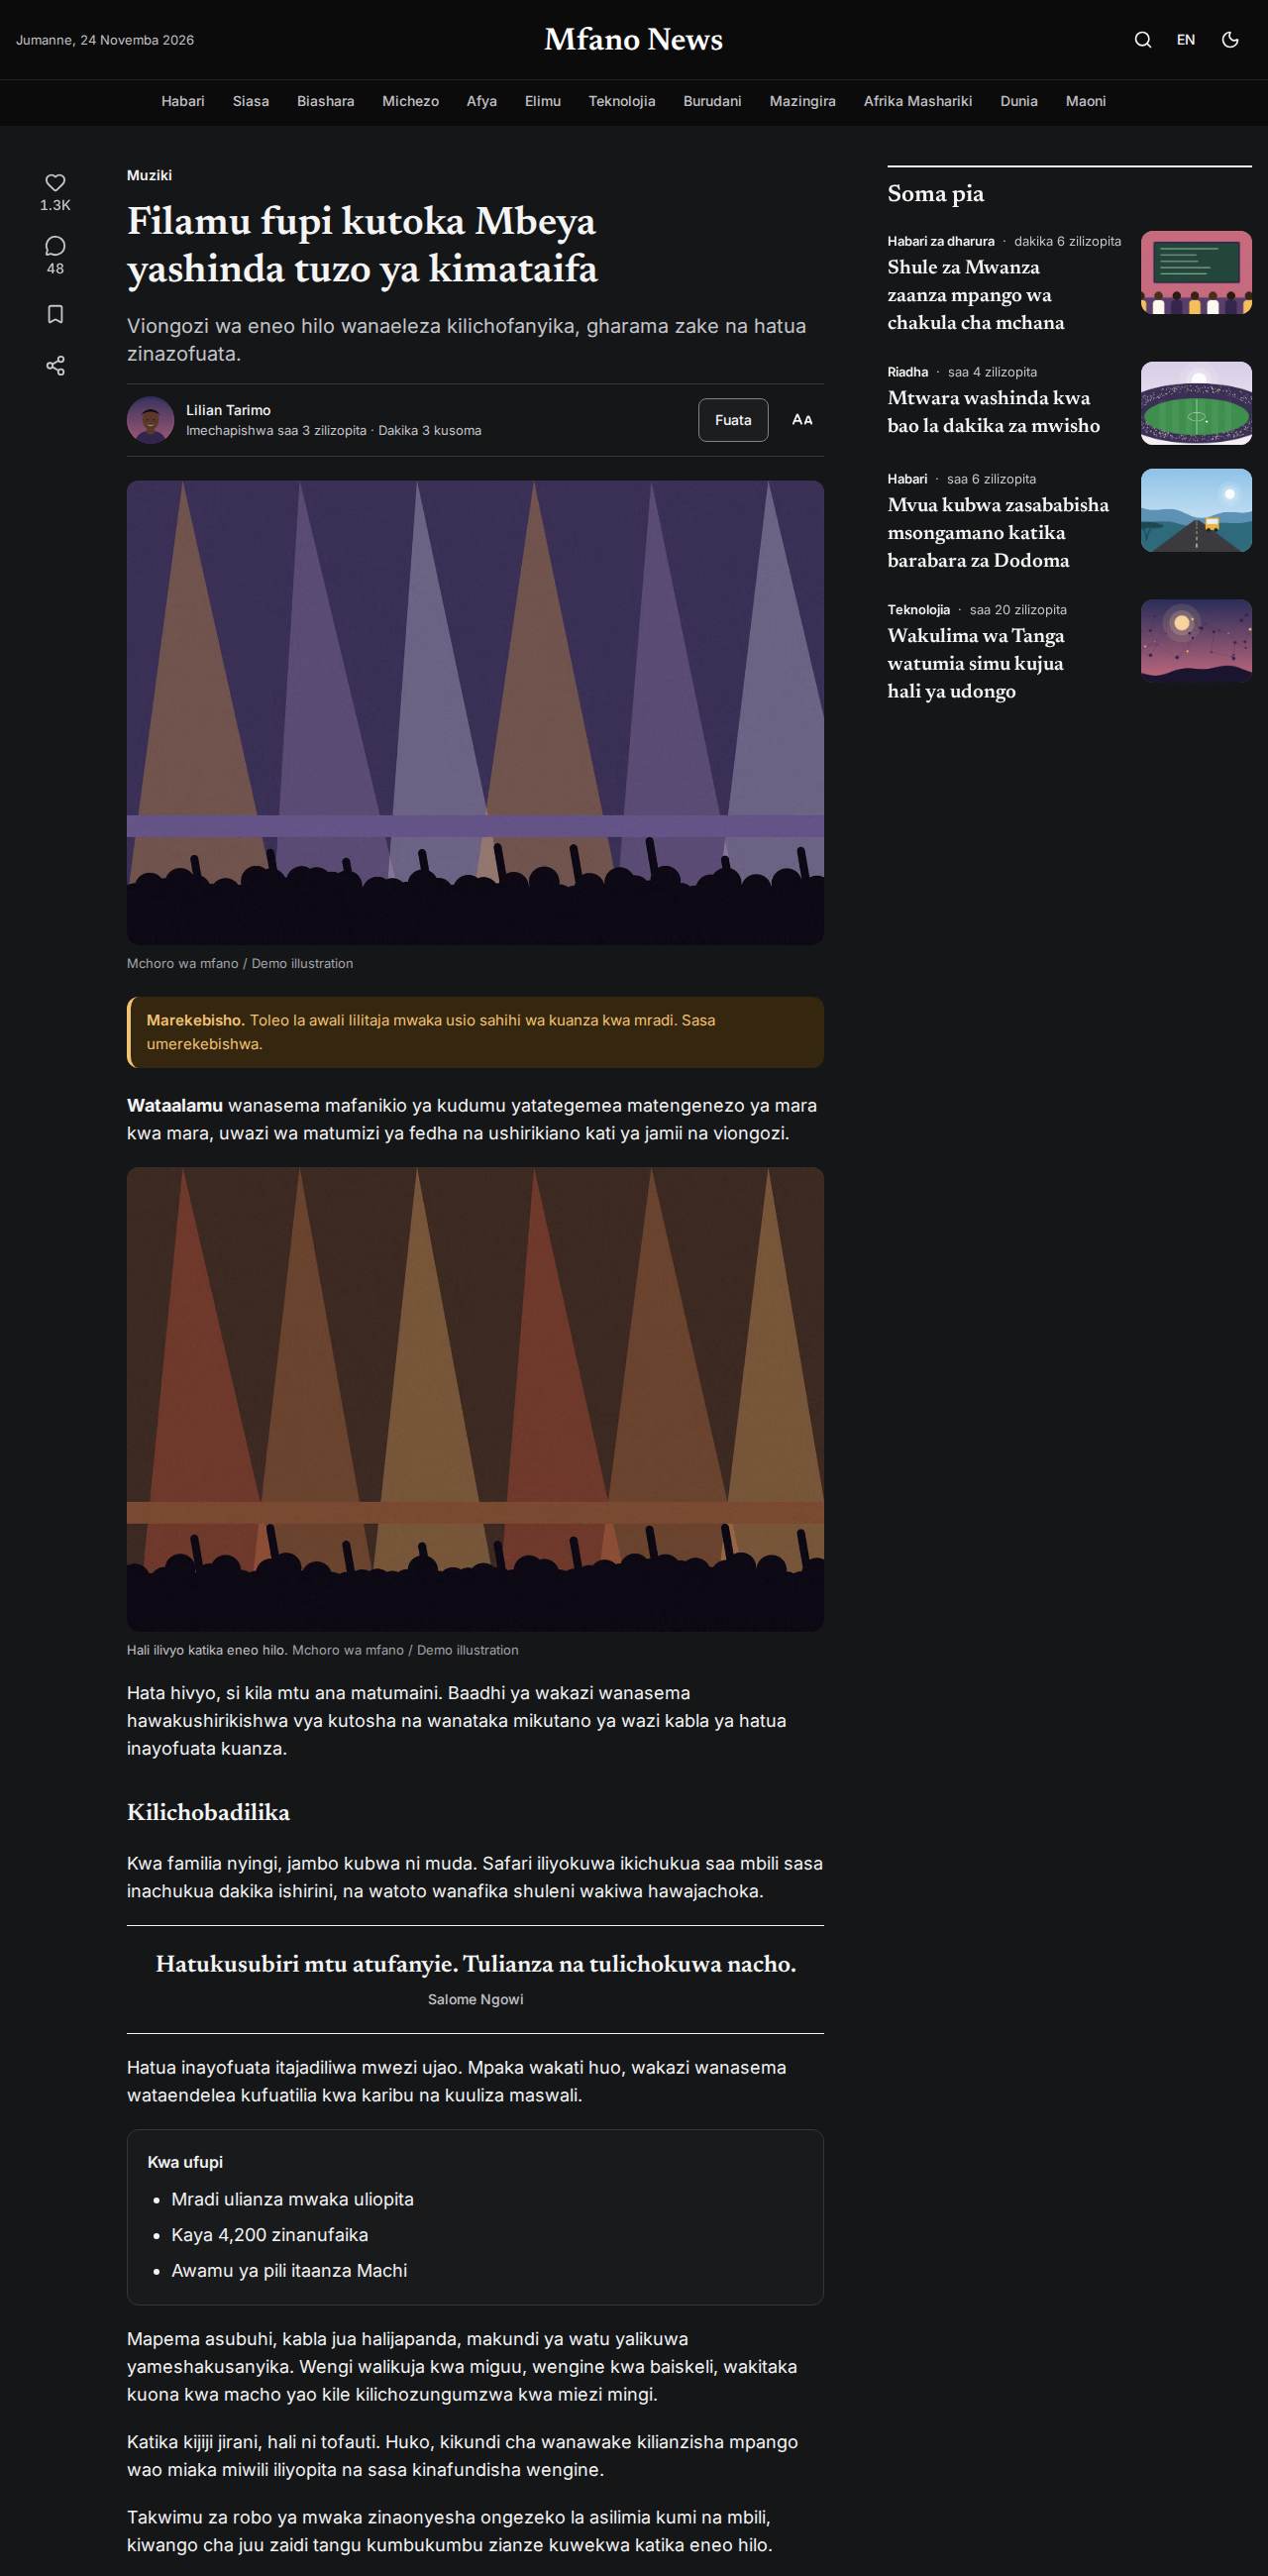 Jumanne, 24 Novemba 2026
Mfano News
EN
Habari Siasa Biashara Michezo Afya Elimu Teknolojia Burudani Mazingira Afrika Mashariki Dunia Maoni
1.3K
48
Muziki
Filamu fupi kutoka Mbeya
yashinda tuzo ya kimataifa
Viongozi wa eneo hilo wanaeleza kilichofanyika, gharama zake na hatua
zinazofuata.
Lilian Tarimo
Imechapishwa saa 3 zilizopita · Dakika 3 kusoma
Fuata
AA
Mchoro wa mfano / Demo illustration
Marekebisho. Toleo la awali lilitaja mwaka usio sahihi wa kuanza kwa mradi. Sasa
umerekebishwa.
Wataalamu wanasema mafanikio ya kudumu yatategemea matengenezo ya mara
kwa mara, uwazi wa matumizi ya fedha na ushirikiano kati ya jamii na viongozi.
Hali ilivyo katika eneo hilo. Mchoro wa mfano / Demo illustration
Hata hivyo, si kila mtu ana matumaini. Baadhi ya wakazi wanasema
hawakushirikishwa vya kutosha na wanataka mikutano ya wazi kabla ya hatua
inayofuata kuanza.
Kilichobadilika
Kwa familia nyingi, jambo kubwa ni muda. Safari iliyokuwa ikichukua saa mbili sasa
inachukua dakika ishirini, na watoto wanafika shuleni wakiwa hawajachoka.
Hatukusubiri mtu atufanyie. Tulianza na tulichokuwa nacho.
Salome Ngowi
Hatua inayofuata itajadiliwa mwezi ujao. Mpaka wakati huo, wakazi wanasema
wataendelea kufuatilia kwa karibu na kuuliza maswali.
Kwa ufupi
• Mradi ulianza mwaka uliopita
• Kaya 4,200 zinanufaika
• Awamu ya pili itaanza Machi
Mapema asubuhi, kabla jua halijapanda, makundi ya watu yalikuwa
yameshakusanyika. Wengi walikuja kwa miguu, wengine kwa baiskeli, wakitaka
kuona kwa macho yao kile kilichozungumzwa kwa miezi mingi.
Katika kijiji jirani, hali ni tofauti. Huko, kikundi cha wanawake kilianzisha mpango
wao miaka miwili iliyopita na sasa kinafundisha wengine.
Takwimu za robo ya mwaka zinaonyesha ongezeko la asilimia kumi na mbili,
kiwango cha juu zaidi tangu kumbukumbu zianze kuwekwa katika eneo hilo.
Soma pia
Habari za dharura · dakika 6 zilizopita
Shule za Mwanza
zaanza mpango wa
chakula cha mchana
Riadha · saa 4 zilizopita
Mtwara washinda kwa
bao la dakika za mwisho
Habari · saa 6 zilizopita
Mvua kubwa zasababisha
msongamano katika
barabara za Dodoma
Teknolojia · saa 20 zilizopita
Wakulima wa Tanga
watumia simu kujua
hali ya udongo